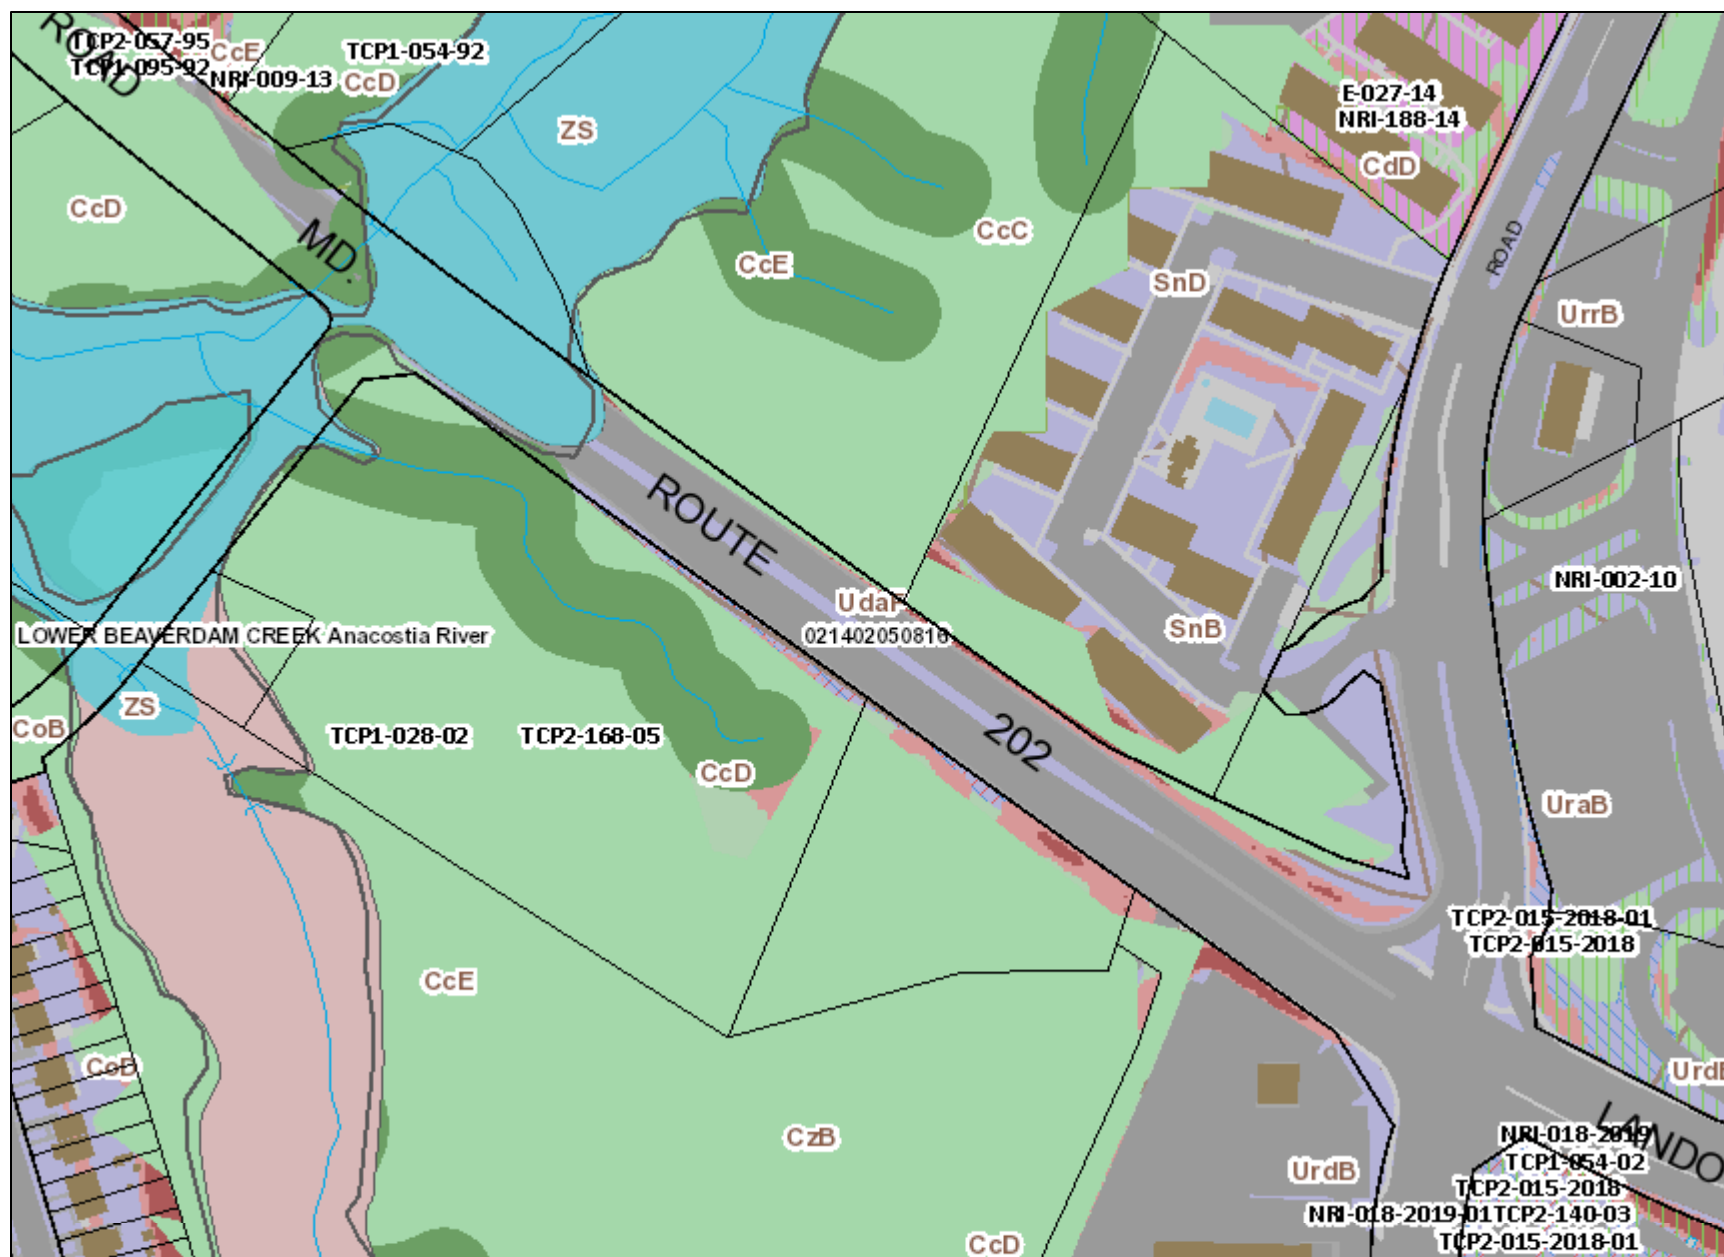 ROAD
TCP2-057-95
TCP1-095-92
CcE
NRI-009-13
TCP1-054-92
CcD
ZS
E-027-14
NRI-188-14
CdD
CcD
MD.
CcC
CcE
ROAD
SnD
UrrB
ROUTE
NRI-002-10
UdaF
021402050816
SnB
LOWER BEAVERDAM CREEK Anacostia River
ZS
CoB
TCP1-028-02
TCP2-168-05
CcD
202
UraB
TCP2-015-2018-01
TCP2-015-2018
CcE
CoD
UrdB
LANDO
CzB
NRI-018-2019
TCP1-054-02
UrdB
TCP2-015-2018
NRI-018-2019-01TCP2-140-03
TCP2-015-2018-01
CcD